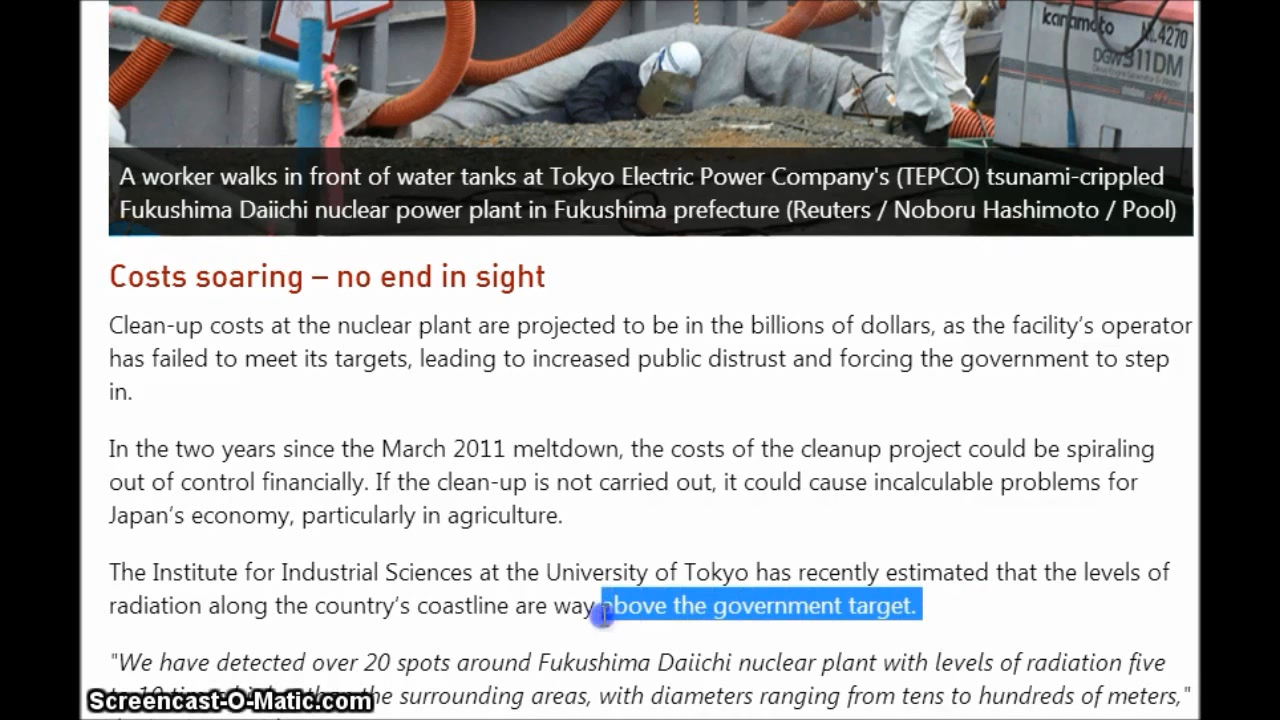 kanamoto
No. 4270
DGW311DM
A worker walks in front of water tanks at Tokyo Electric Power Company's (TEPCO) tsunami-crippled
Fukushima Daiichi nuclear power plant in Fukushima prefecture (Reuters / Noboru Hashimoto / Pool)
Costs soaring – no end in sight
Clean-up costs at the nuclear plant are projected to be in the billions of dollars, as the facility’s operator
has failed to meet its targets, leading to increased public distrust and forcing the government to step
in.
In the two years since the March 2011 meltdown, the costs of the cleanup project could be spiraling
out of control financially. If the clean-up is not carried out, it could cause incalculable problems for
Japan’s economy, particularly in agriculture.
The Institute for Industrial Sciences at the University of Tokyo has recently estimated that the levels of
radiation along the country’s coastline are way above the government target.
"We have detected over 20 spots around Fukushima Daiichi nuclear plant with levels of radiation five
the surrounding areas, with diameters ranging from tens to hundreds of meters,"
Screencast-O-Matic.com